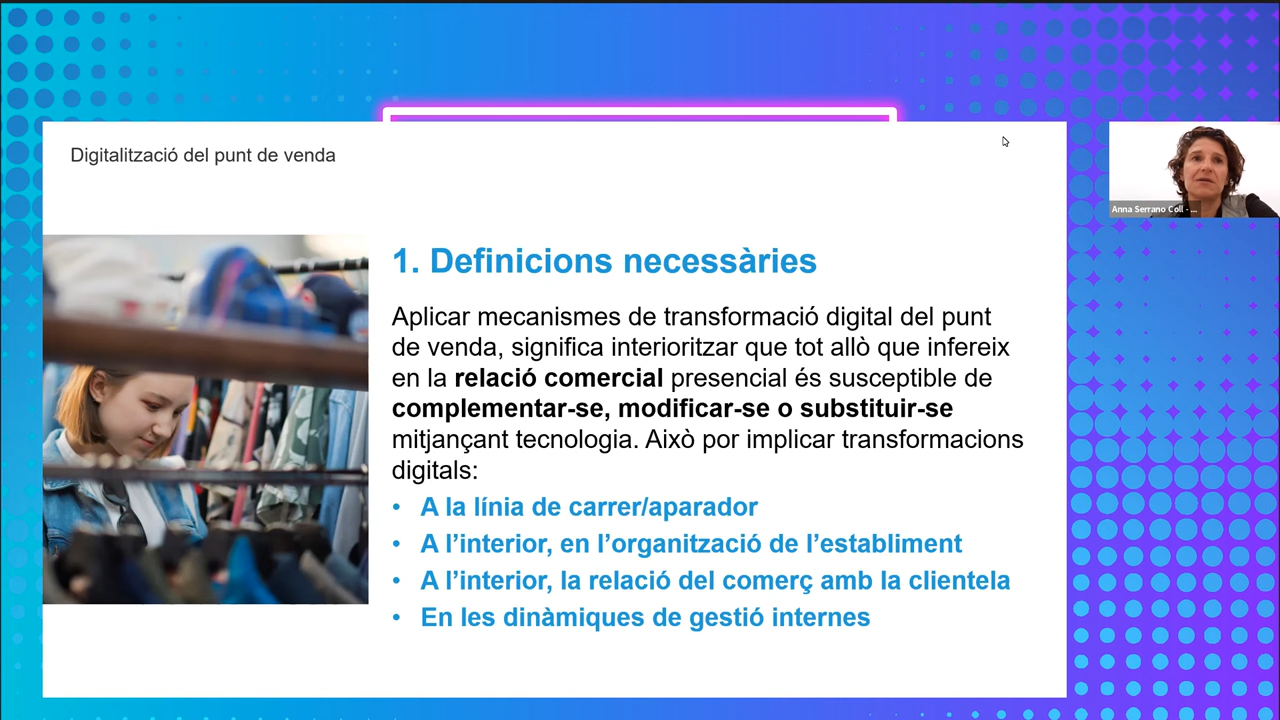 Digitalització del punt de venda
Anna Serrano Coll - ...
1. Definicions necessàries
Aplicar mecanismes de transformació digital del punt
de venda, significa interioritzar que tot allò que infereix
en la relació comercial presencial és susceptible de
complementar-se, modificar-se o substituir-se
mitjançant tecnologia. Això por implicar transformacions
digitals:
• A la línia de carrer/aparador
• A l’interior, en l’organització de l’establiment
• A l’interior, la relació del comerç amb la clientela
• En les dinàmiques de gestió internes